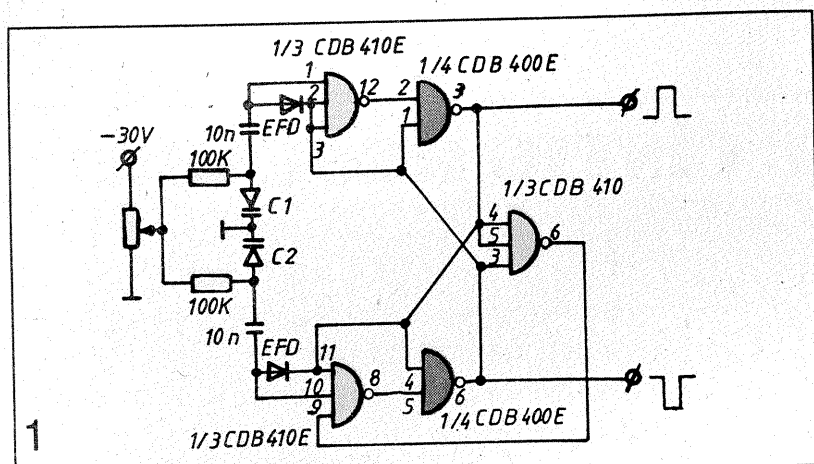 1/3 CDB 410E
1/4 CDB 400E
1
2
3
12
2
1
3
EFD
10n
-30V
100K
C1
C2
1/3 CDB 410
4
5
3
6
100K
10n
EFD
11
10
9
8
4
5
6
1/3 CDB 410E
1/4 CDB 400E
1